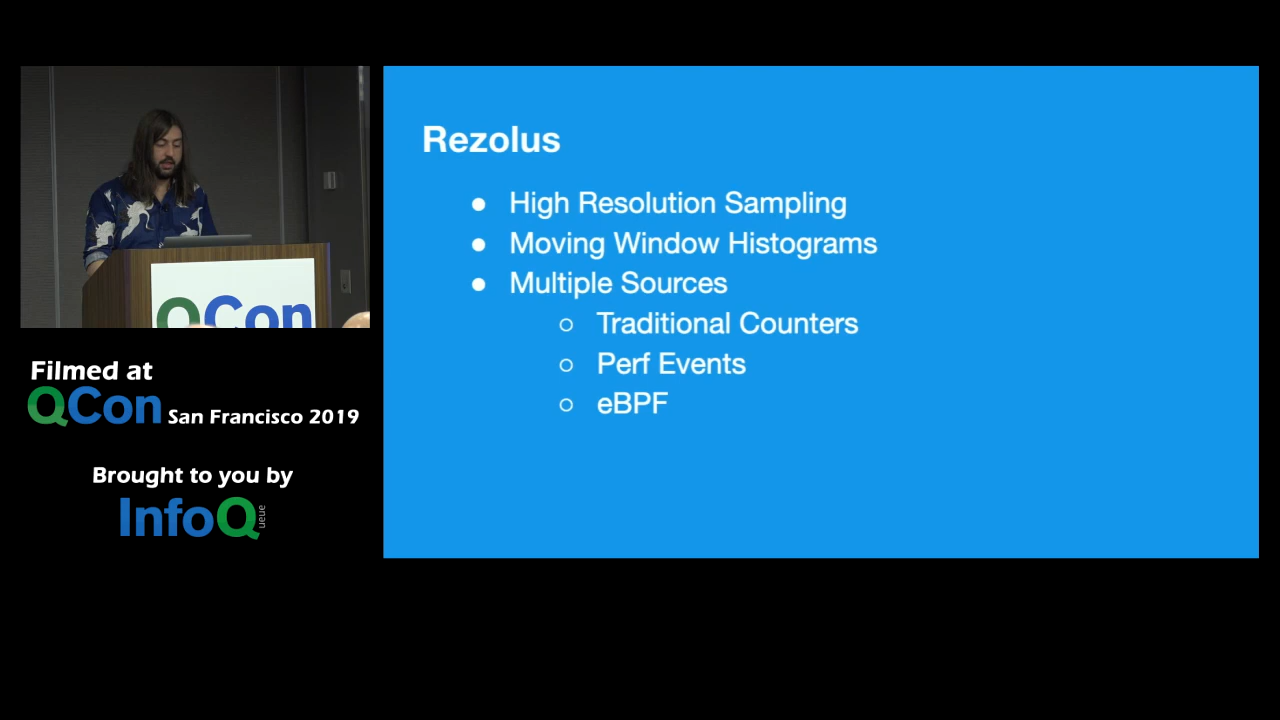 Rezolus
● High Resolution Sampling
● Moving Window Histograms
● Multiple Sources
○ Traditional Counters
○ Perf Events
○ eBPF
QCon
Filmed at
QCon San Francisco 2019
Brought to you by
InfoQ
ueue